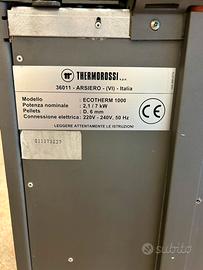 THERMOROSSI s.p.a.
36011 - ARSIERO - (VI) - Italia
Modello : ECOTHERM 1000
Potenza nominale : 2,1 / 7 kW
Pellets : D. 6 mm
Connessione elettrica : 220V - 240V, 50 Hz
LEGGERE ATTENTAMENTE LE ISTRUZIONI
CE
subito